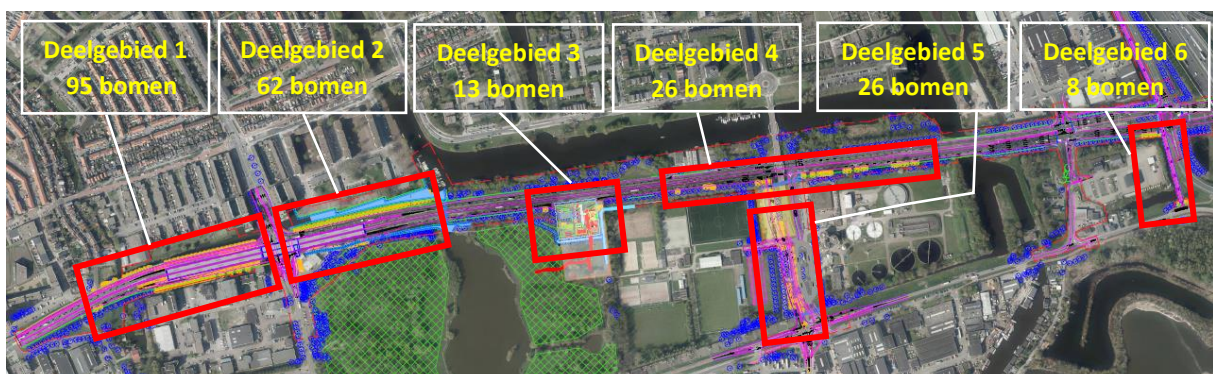 Deelgebied 1
95 bomen
Deelgebied 2
62 bomen
Deelgebied 3
13 bomen
Deelgebied 4
26 bomen
Deelgebied 5
26 bomen
Deelgebied 6
8 bomen